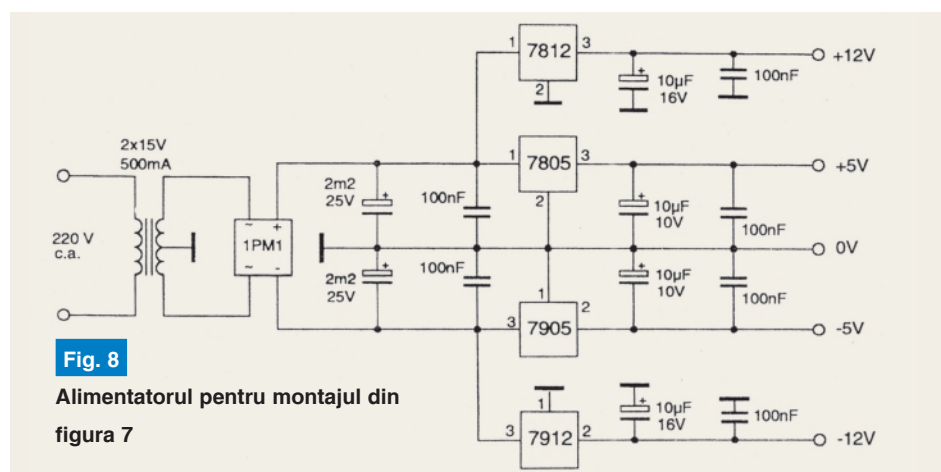 1
7812
3
2
+
10µF
16V
100nF
+12V
2x15V
500mA
220 V
c.a.
~ +
1PM1
~ -
2m2
25V
+
100nF
1
7805
3
2
+
10µF
10V
100nF
+5V
0V
+
2m2
25V
100nF
1
3
7905
2
+
10µF
10V
100nF
-5V
1
3
7912
2
+
10µF
16V
100nF
-12V
Fig. 8
Alimentatorul pentru montajul din
figura 7